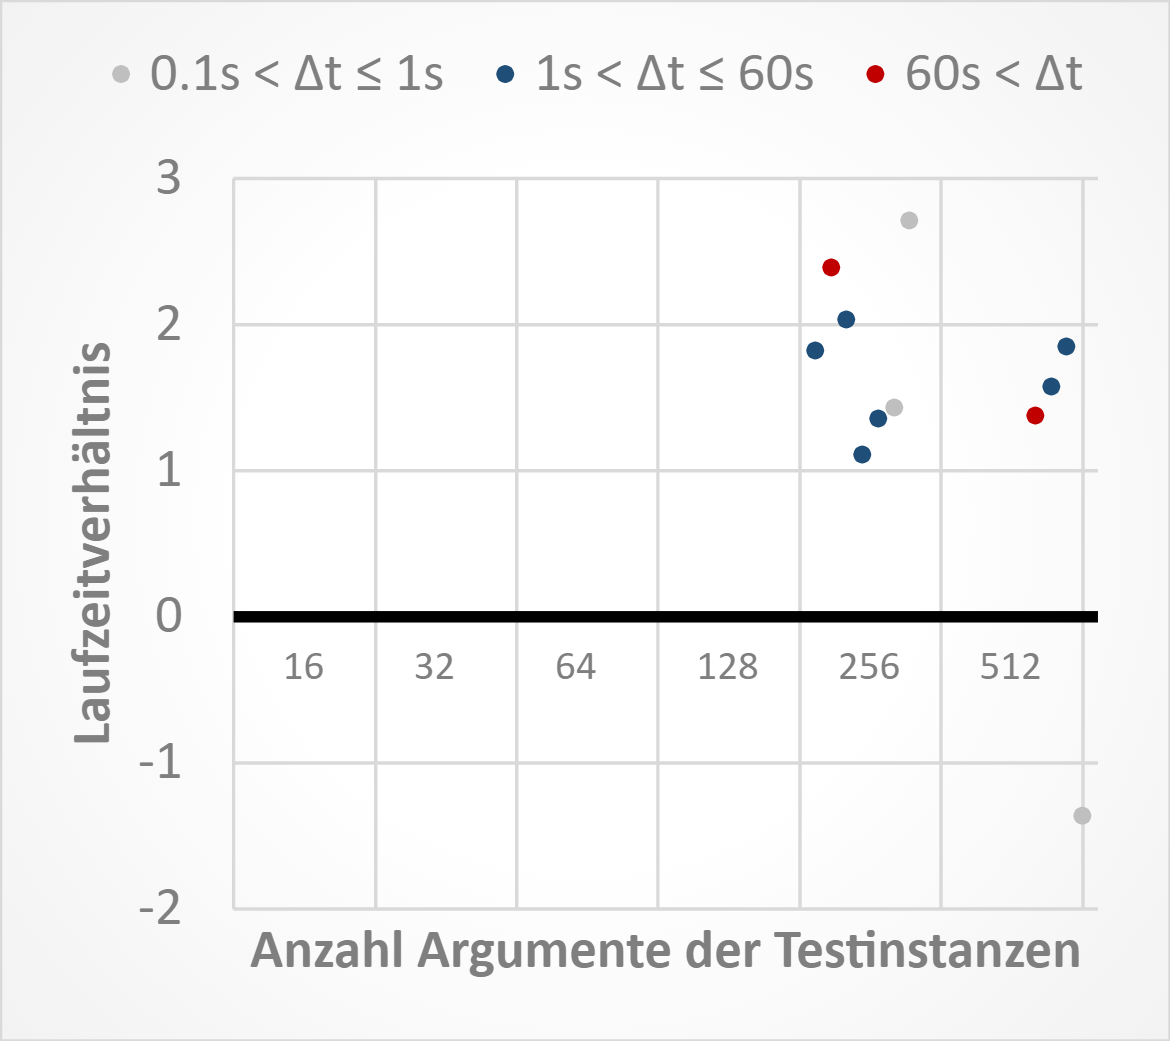 0.1s < Δt ≤ 1s 1s < Δt ≤ 60s 60s < Δt
3
2
1
0
-1
-2
Laufzeitverhältnis
16 32 64 128 256 512
Anzahl Argumente der Testinstanzen